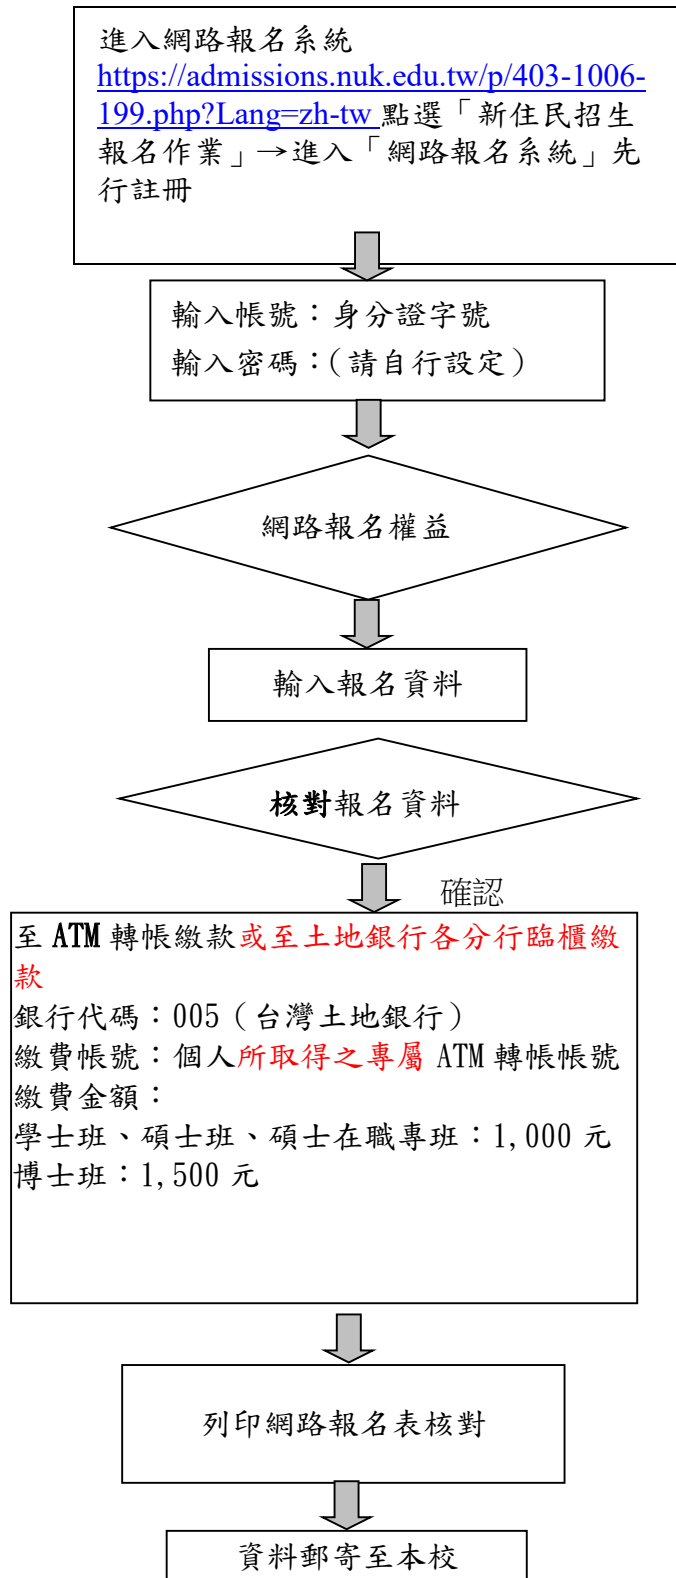 進入網路報名系統
https://admissions.nuk.edu.tw/p/403-1006-
199.php?Lang=zh-tw 點選「新住民招生
報名作業」→進入「網路報名系統」先
行註冊
輸入帳號：身分證字號
輸入密碼：（請自行設定）
網路報名權益
輸入報名資料
核對報名資料
確認
至 ATM 轉帳繳款或至土地銀行各分行臨櫃繳
款
銀行代碼：005（台灣土地銀行）
繳費帳號：個人所取得之專屬 ATM 轉帳帳號
繳費金額：
學士班、碩士班、碩士在職專班：1,000 元
博士班：1,500 元
列印網路報名表核對
資料郵寄至本校